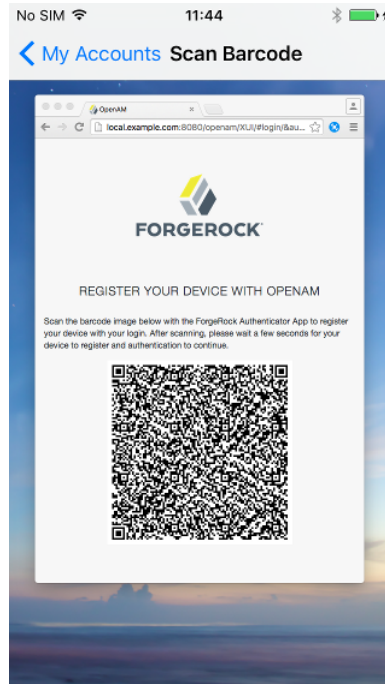 No SIM 11:44
My Accounts Scan Barcode
OpenAM
local.example.com:8080/openam/XUI/#login/&au...
FORGEROCK
REGISTER YOUR DEVICE WITH OPENAM
Scan the barcode image below with the ForgeRock Authenticator App to register
your device with your login. After scanning, please wait a few seconds for your
device to register and authentication to continue.